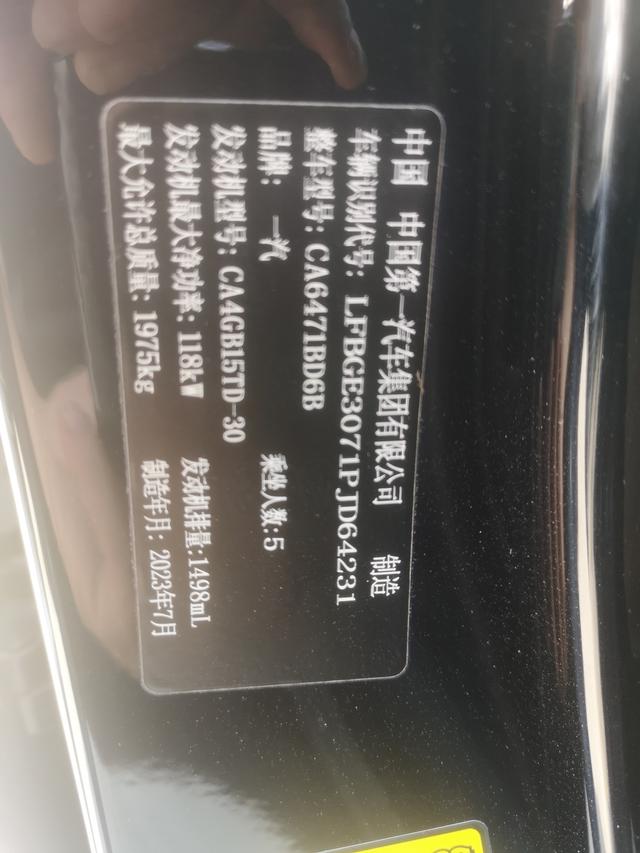 中国 中国第一汽车集团有限公司 制造
车辆识别代号: LFBGE3071PJD64231
整车型号: CA6471BD6B
品牌: 一汽 乘坐人数:5
发动机型号: CA4GB15TD-30
发动机最大净功率: 118kW 发动机排量:1498mL
最大允许总质量: 1975kg 制造年月: 2023年7月